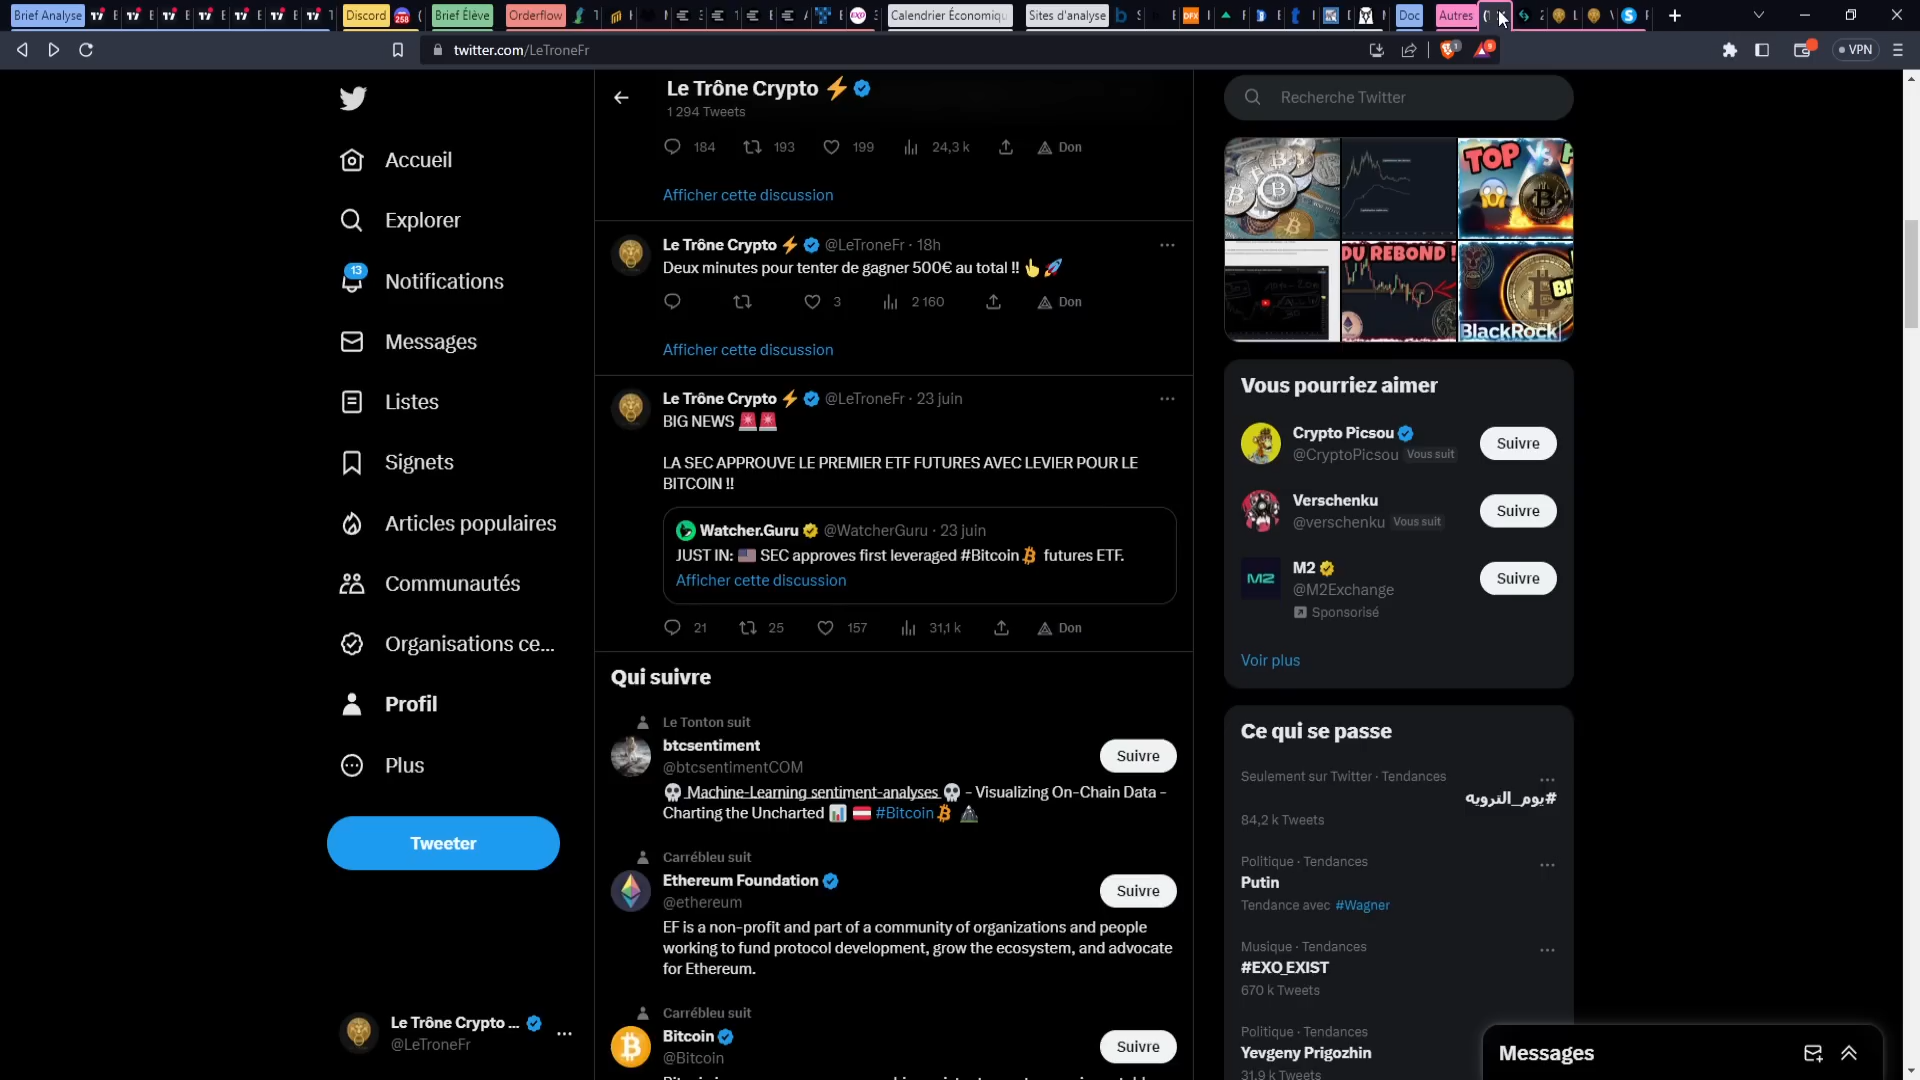 Brief Analyse
Discord
268
Brief Élève
Orderflow
Calendrier Économiqu
Sites d'analyse
Doc
Autres
twitter.com/LeTroneFr
VPN
Le Trône Crypto
1 294 Tweets
Recherche Twitter
184
193
199
24,3 k
Don
Afficher cette discussion
Accueil
Explorer
13
Notifications
Messages
Listes
Signets
Articles populaires
Communautés
Organisations ce...
Profil
Plus
Tweeter
Le Trône Crypto ...
@LeTroneFr
Le Trône Crypto ⚡ @LeTroneFr · 18h
Deux minutes pour tenter de gagner 500€ au total !! 👆🚀
3
2 160
Don
Afficher cette discussion
Le Trône Crypto ⚡ @LeTroneFr · 23 juin
BIG NEWS 🚨🚨
LA SEC APPROUVE LE PREMIER ETF FUTURES AVEC LEVIER POUR LE
BITCOIN !!
Watcher.Guru @WatcherGuru · 23 juin
JUST IN: 🇺🇸 SEC approves first leveraged #Bitcoin futures ETF.
Afficher cette discussion
21
25
157
31,1 k
Don
Qui suivre
Le Tonton suit
btcsentiment
@btcsentimentCOM
Suivre
💀 Machine-Learning sentiment-analyses 💀 - Visualizing On-Chain Data -
Charting the Uncharted 📊 🇦🇹 #Bitcoin
Carrébleu suit
Ethereum Foundation
@ethereum
Suivre
EF is a non-profit and part of a community of organizations and people
working to fund protocol development, grow the ecosystem, and advocate
for Ethereum.
Carrébleu suit
Bitcoin
@Bitcoin
Suivre
TOP VS
DU REBOND !
BlackRock
Vous pourriez aimer
Crypto Picsou
@CryptoPicsou Vous suit
Suivre
Verschenku
@verschenku Vous suit
Suivre
M2
M2
@M2Exchange
Sponsorisé
Suivre
Voir plus
Ce qui se passe
Seulement sur Twitter · Tendances
#يوم_الترويه
84,2 k Tweets
Politique · Tendances
Putin
Tendance avec #Wagner
Musique · Tendances
#EXO_EXIST
670 k Tweets
Politique · Tendances
Yevgeny Prigozhin
31,9 k Tweets
Messages